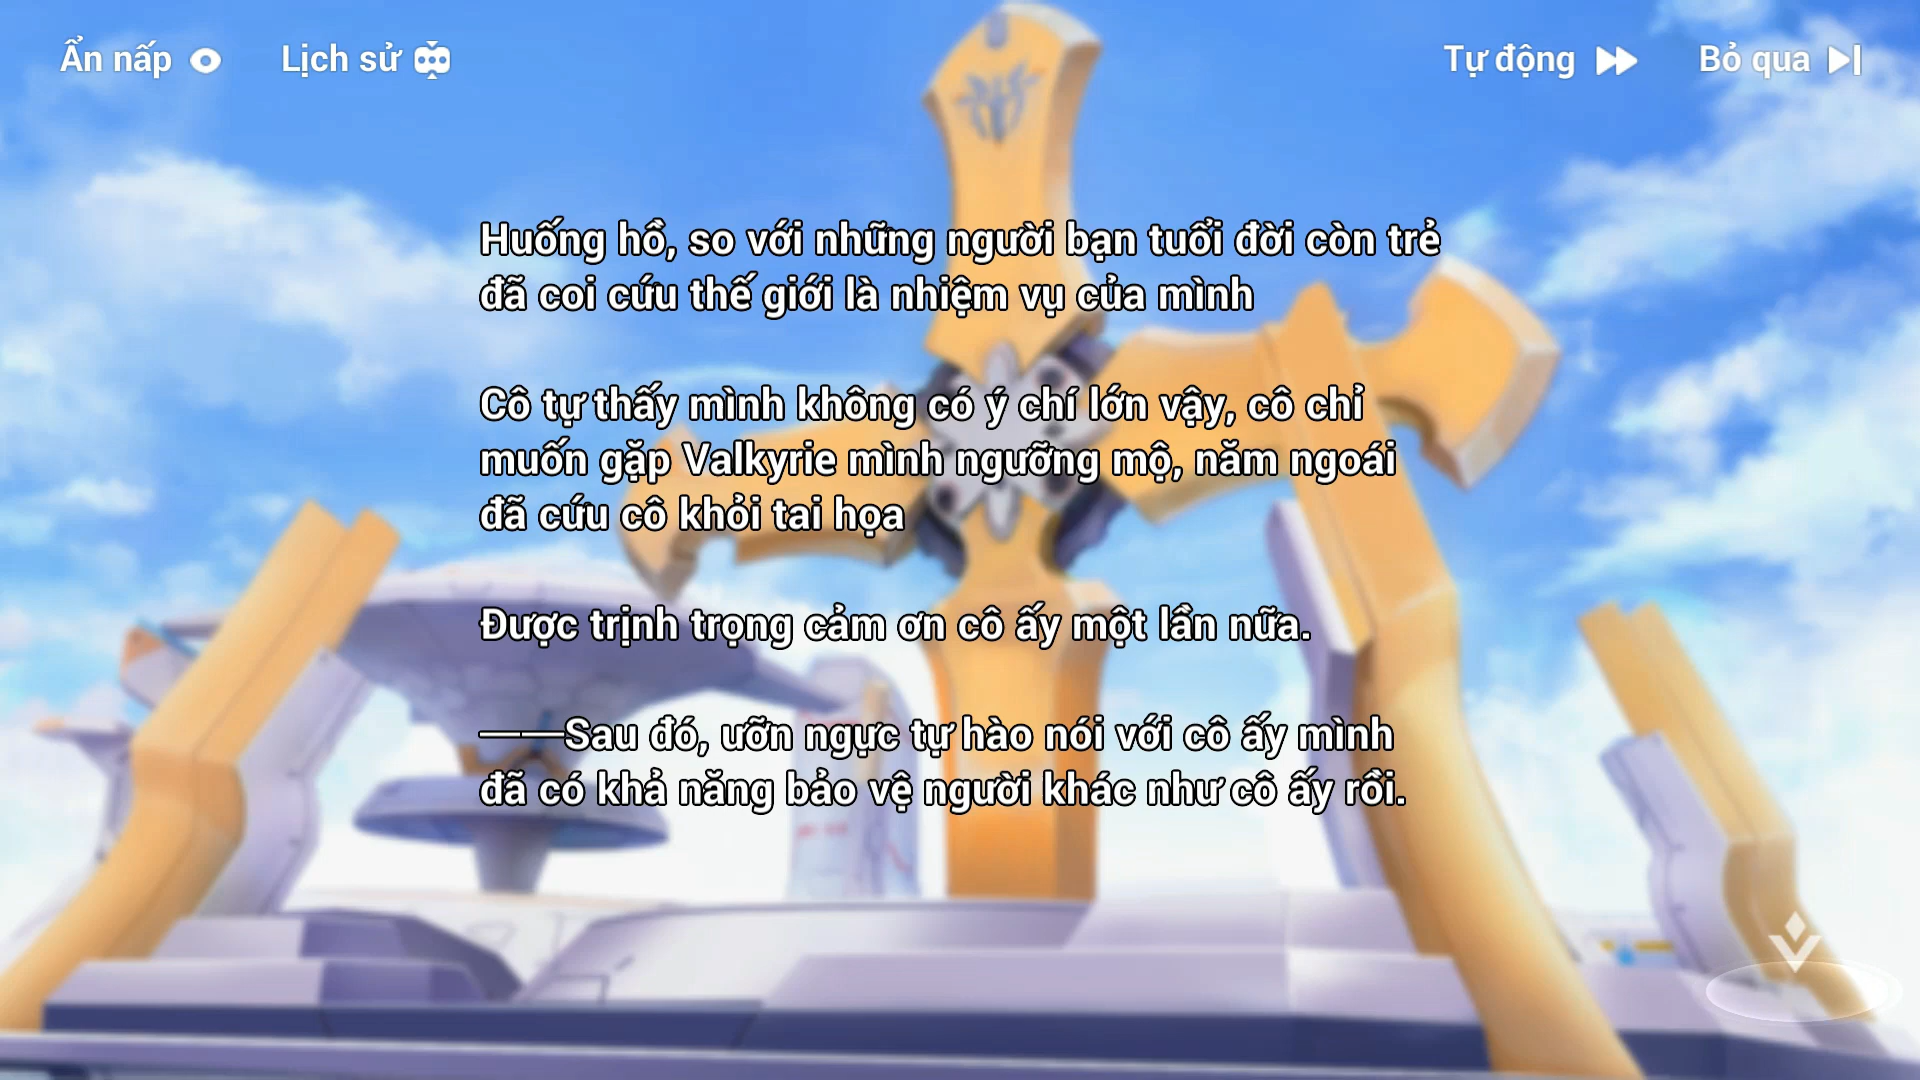 Ẩn nấp
Lịch sử
Tự động
Bỏ qua
Huống hồ, so với những người bạn tuổi đời còn trẻ
đã coi cứu thế giới là nhiệm vụ của mình
Cô tự thấy mình không có ý chí lớn vậy, cô chỉ
muốn gặp Valkyrie mình ngưỡng mộ, năm ngoái
đã cứu cô khỏi tai họa
Được trịnh trọng cảm ơn cô ấy một lần nữa.
——Sau đó, ưỡn ngực tự hào nói với cô ấy mình
đã có khả năng bảo vệ người khác như cô ấy rồi.